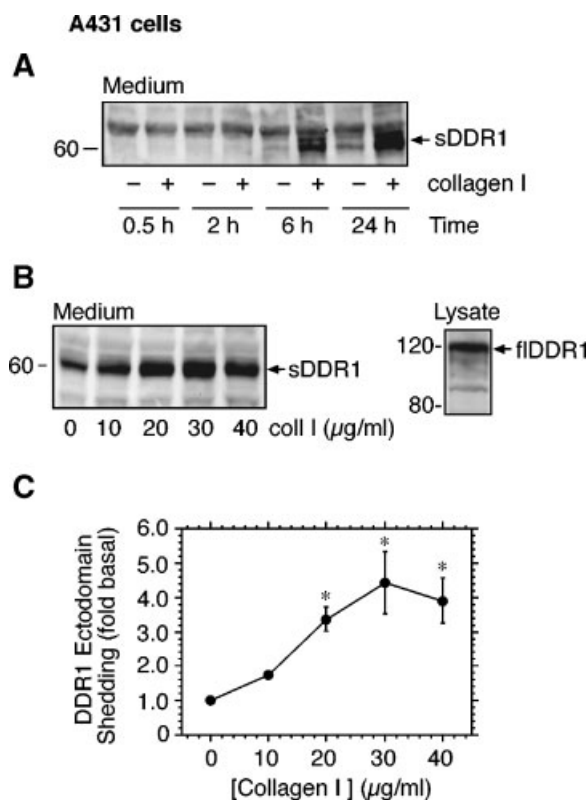 A431 cells
A
Medium
60
sDDR1
– + – + – + – + collagen I
0.5 h 2 h 6 h 24 h Time
B
Medium
Lysate
60
sDDR1
120
flDDR1
80
0 10 20 30 40 coll I (µg/ml)
C
DDR1 Ectodomain
Shedding (fold basal)
6.0
5.0
4.0
3.0
2.0
1.0
0
* * *
0 10 20 30 40
[Collagen I ] (µg/ml)